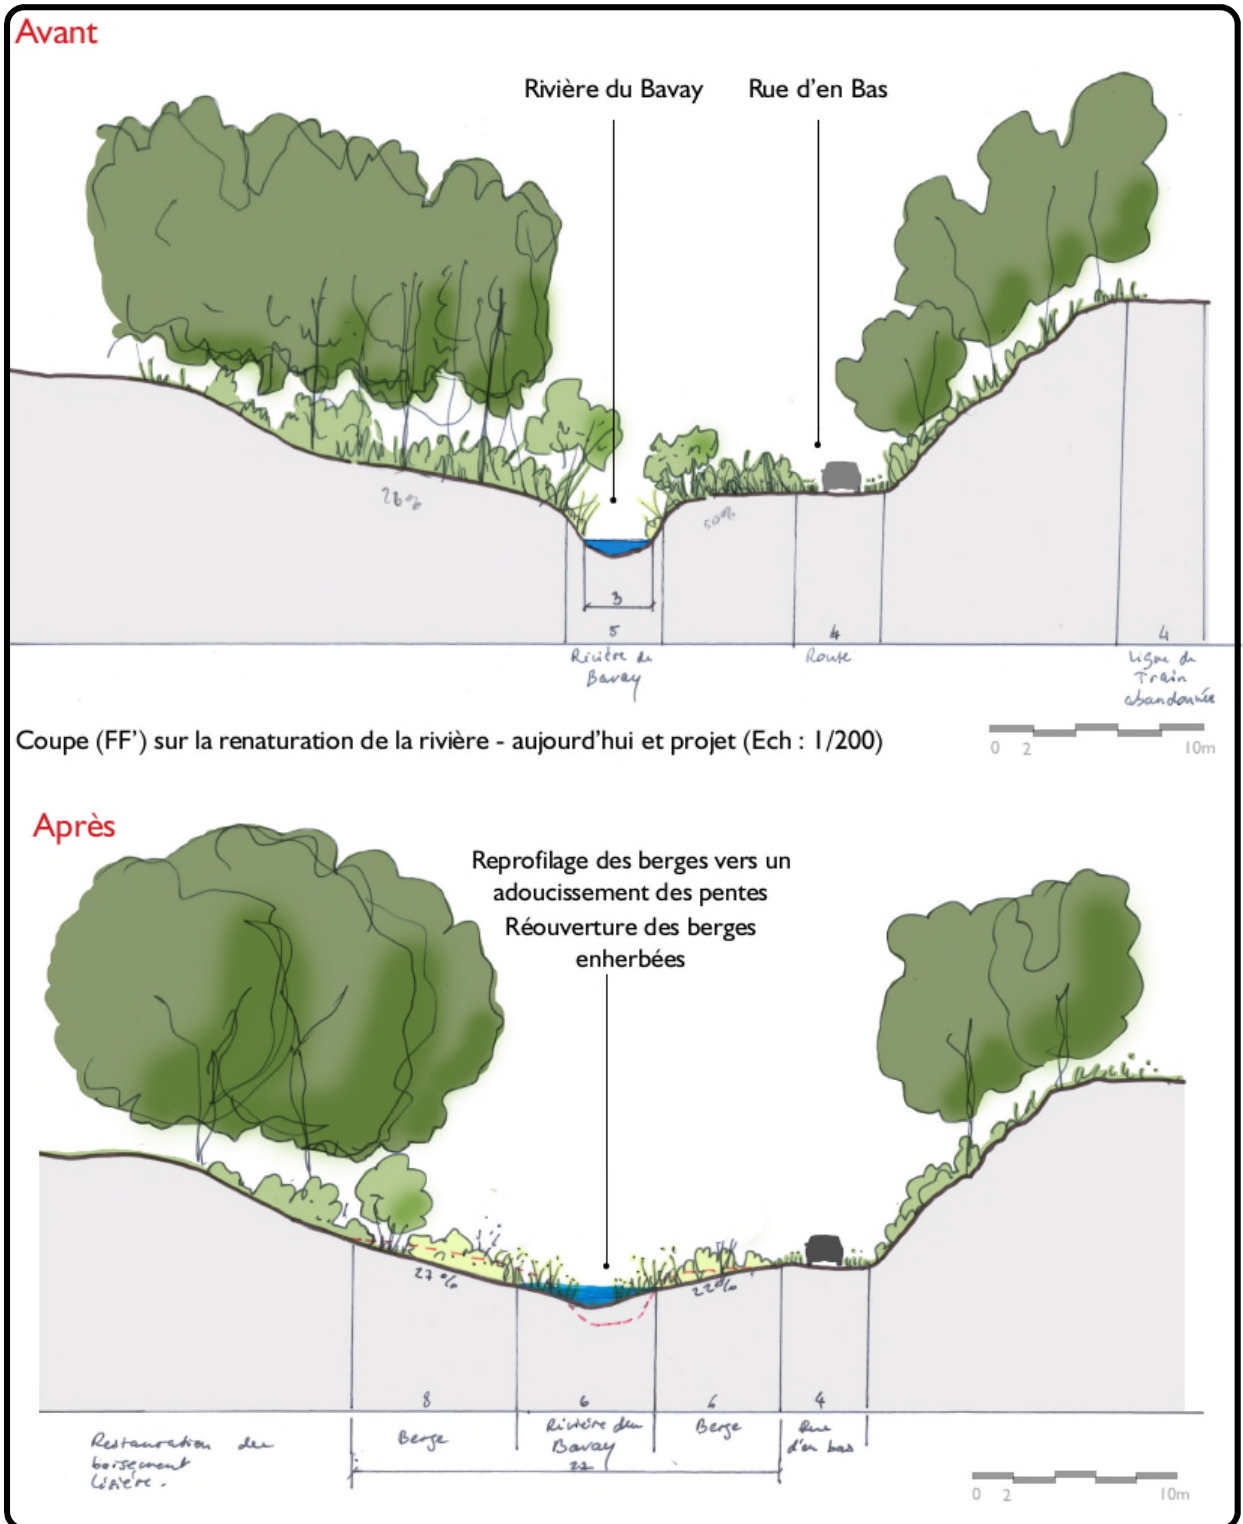 Avant
Rivière du Bavay
Rue d'en Bas
26%
50%
3
5
4
4
Rivière du
Bavay
Route
Ligne de
Train
abandonnée
Coupe (FF') sur la renaturation de la rivière - aujourd'hui et projet (Ech : 1/200)
0 2 10m
Après
Reprofilage des berges vers un
adoucissement des pentes
Réouverture des berges
enherbées
27%
22%
8
6
6
4
Restauration du
boisement
lisière.
Berge
Rivière du
Bavay
Berge
Rue
d'en bas
0 2 10m